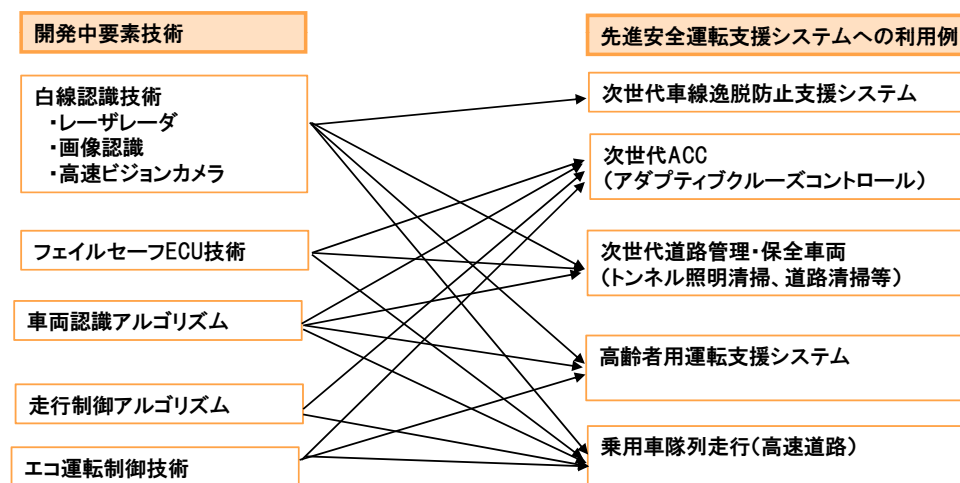 開発中要素技術
白線認識技術
・レーザレーダ
・画像認識
・高速ビジョンカメラ
フェイルセーフECU技術
車両認識アルゴリズム
走行制御アルゴリズム
エコ運転制御技術
先進安全運転支援システムへの利用例
次世代車線逸脱防止支援システム
次世代ACC
（アダプティブクルーズコントロール）
次世代道路管理・保全車両
（トンネル照明清掃、道路清掃等）
高齢者用運転支援システム
乗用車隊列走行（高速道路）